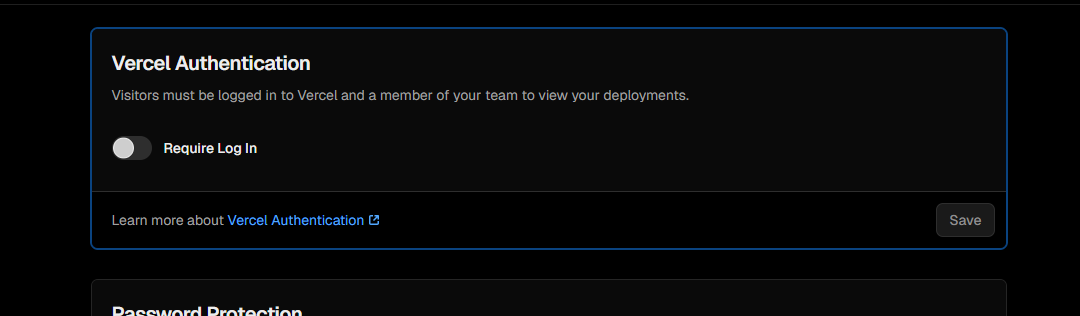 Vercel Authentication
Visitors must be logged in to Vercel and a member of your team to view your deployments.
Require Log In
Learn more about Vercel Authentication
Save
Password Protection